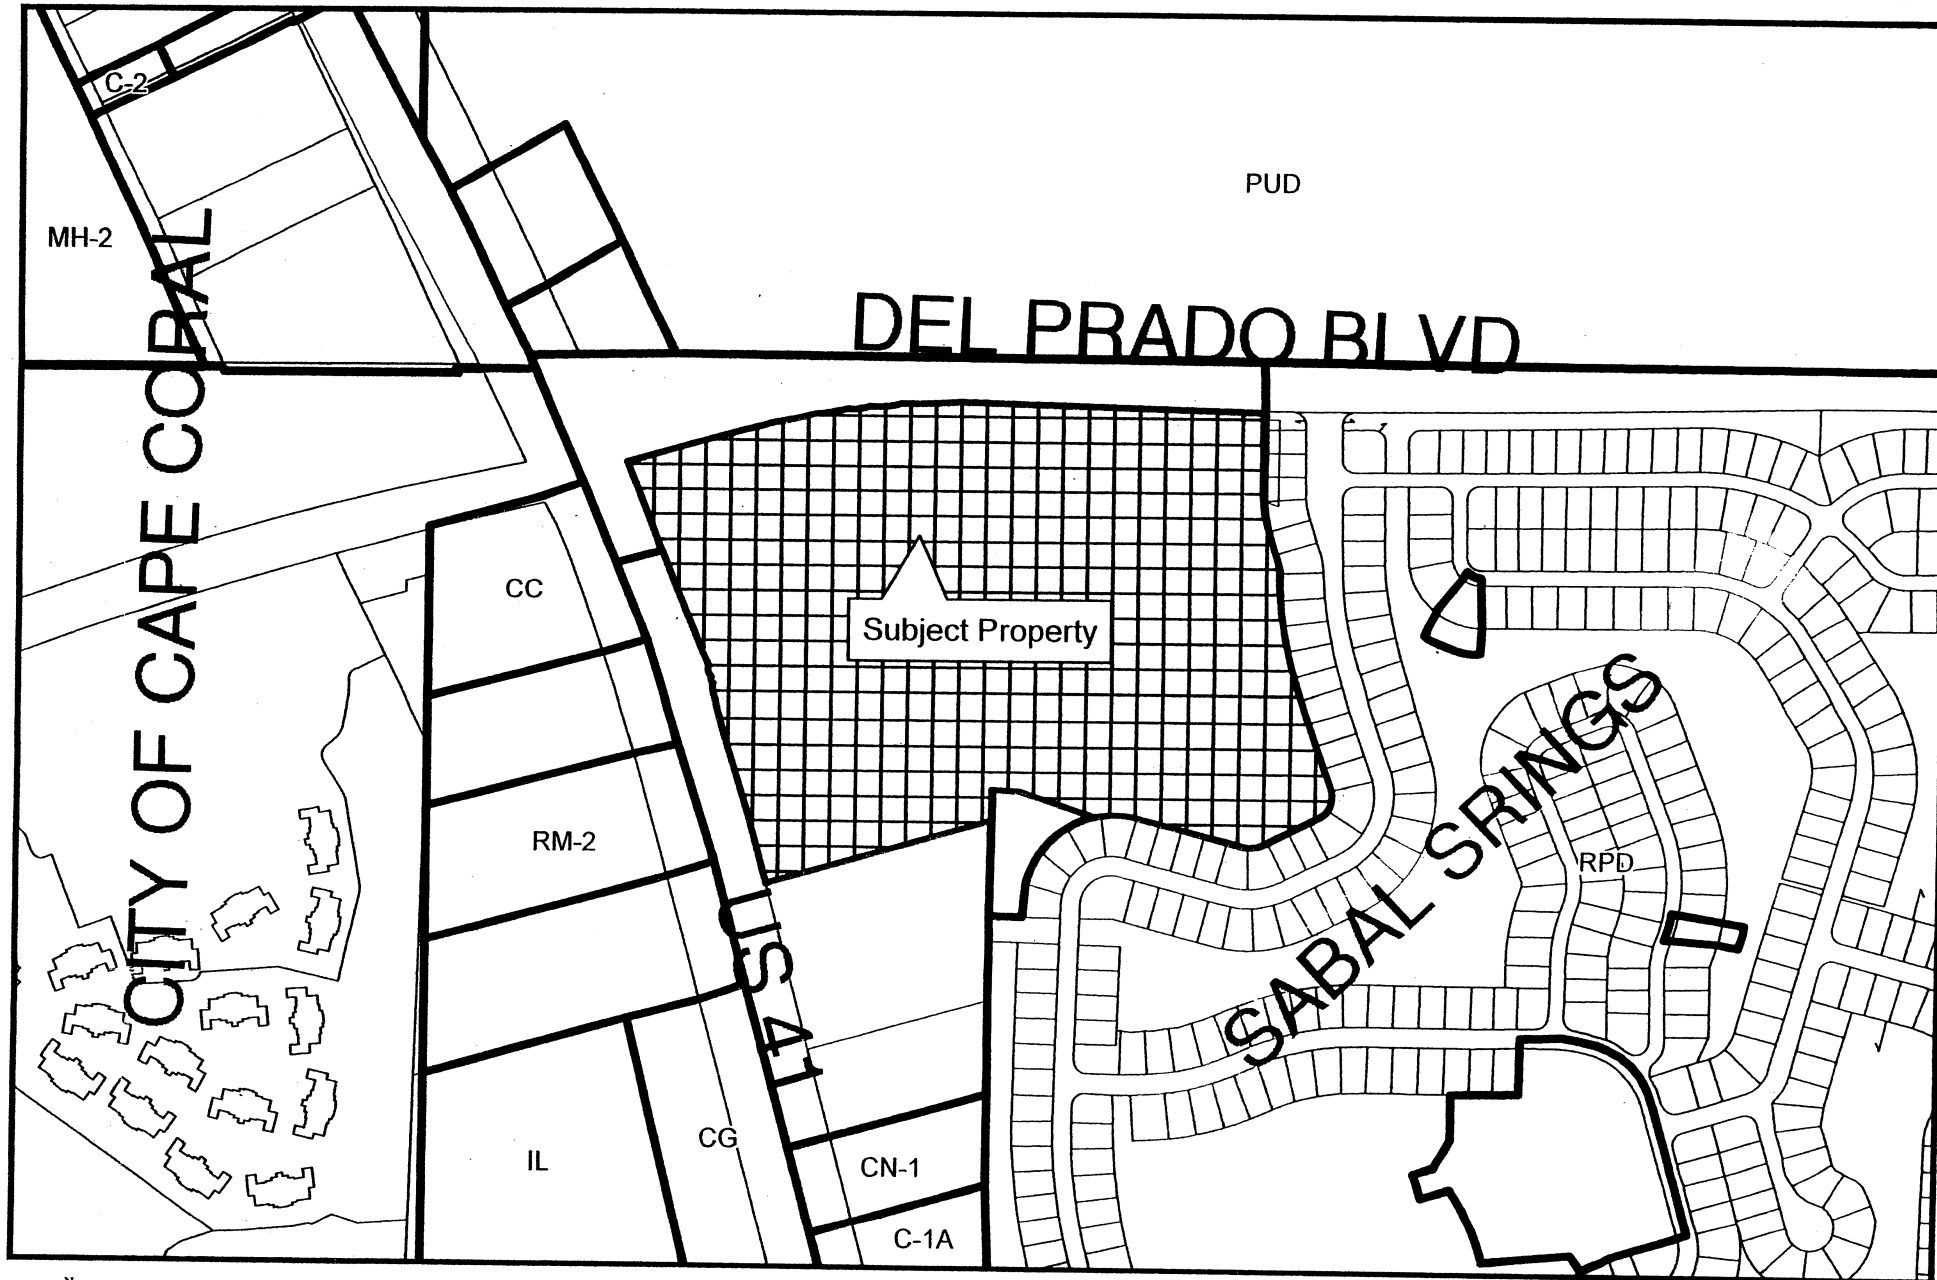 C-2
PUD
MH-2
DEL PRADO BLVD
CITY OF CAPE CORAL
CC
Subject Property
RM-2
SABAL SRINGS
RPD
US 41
CG
IL
CN-1
C-1A
N